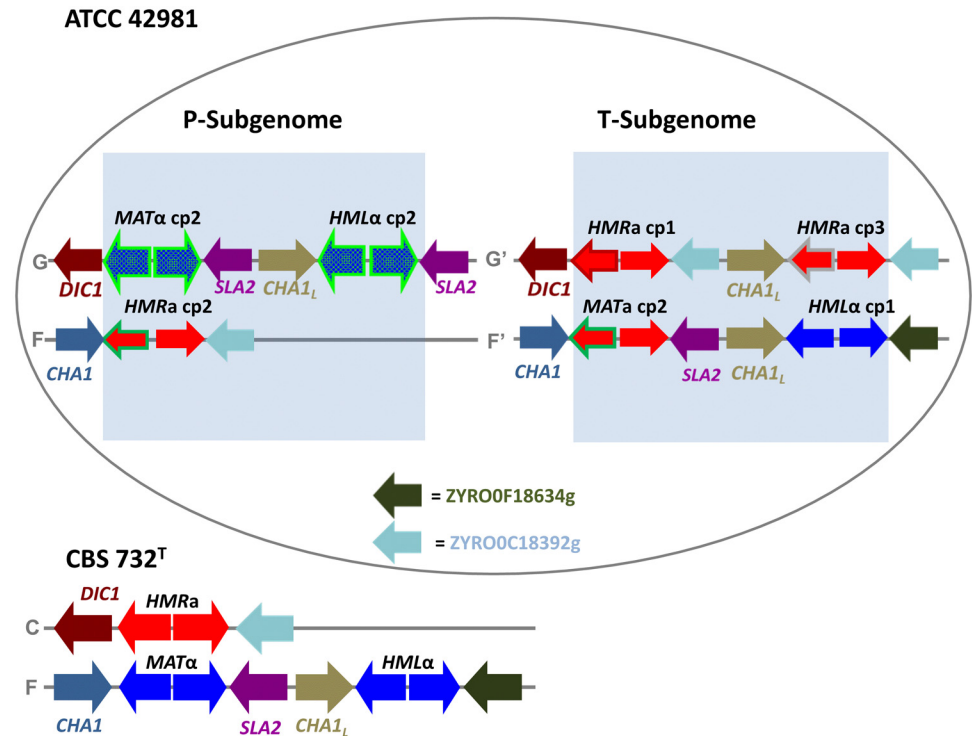 ATCC 42981
P-Subgenome
T-Subgenome
MATα cp2
HMLα cp2
HMRa cp1
HMRa cp3
G
G’
DIC1
SLA2
CHA1L
SLA2
DIC1
CHA1L
HMRa cp2
MATa cp2
HMLα cp1
F
F’
CHA1
CHA1
SLA2
CHA1L
= ZYRO0F18634g
= ZYRO0C18392g
CBS 732T
DIC1
HMRa
C
MATα
HMLα
F
CHA1
SLA2
CHA1L